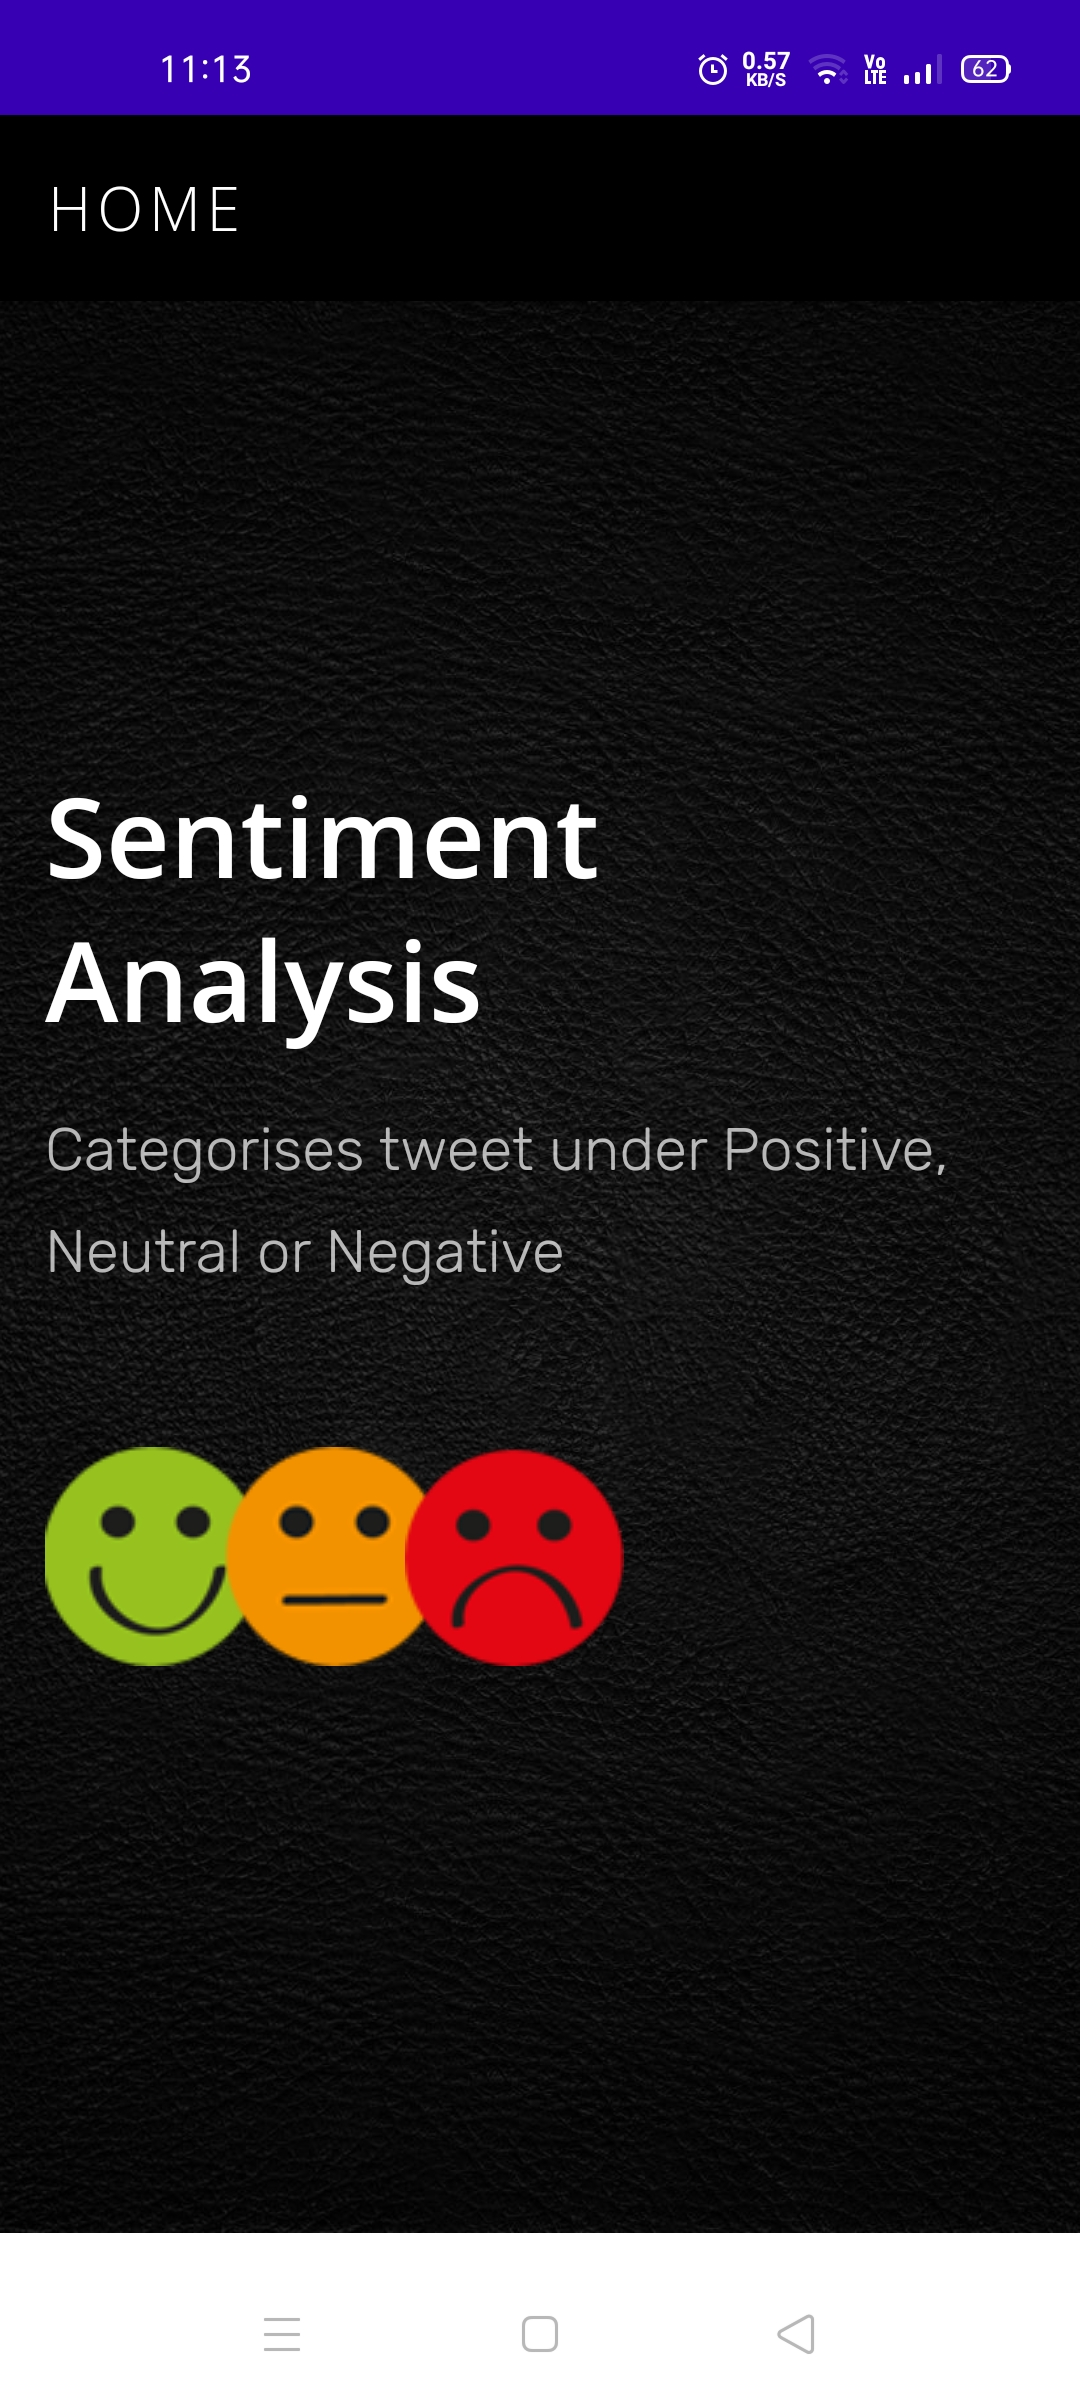 11:13
0.57
KB/S
Vo
LTE
62
HOME
Sentiment
Analysis
Categorises tweet under Positive,
Neutral or Negative